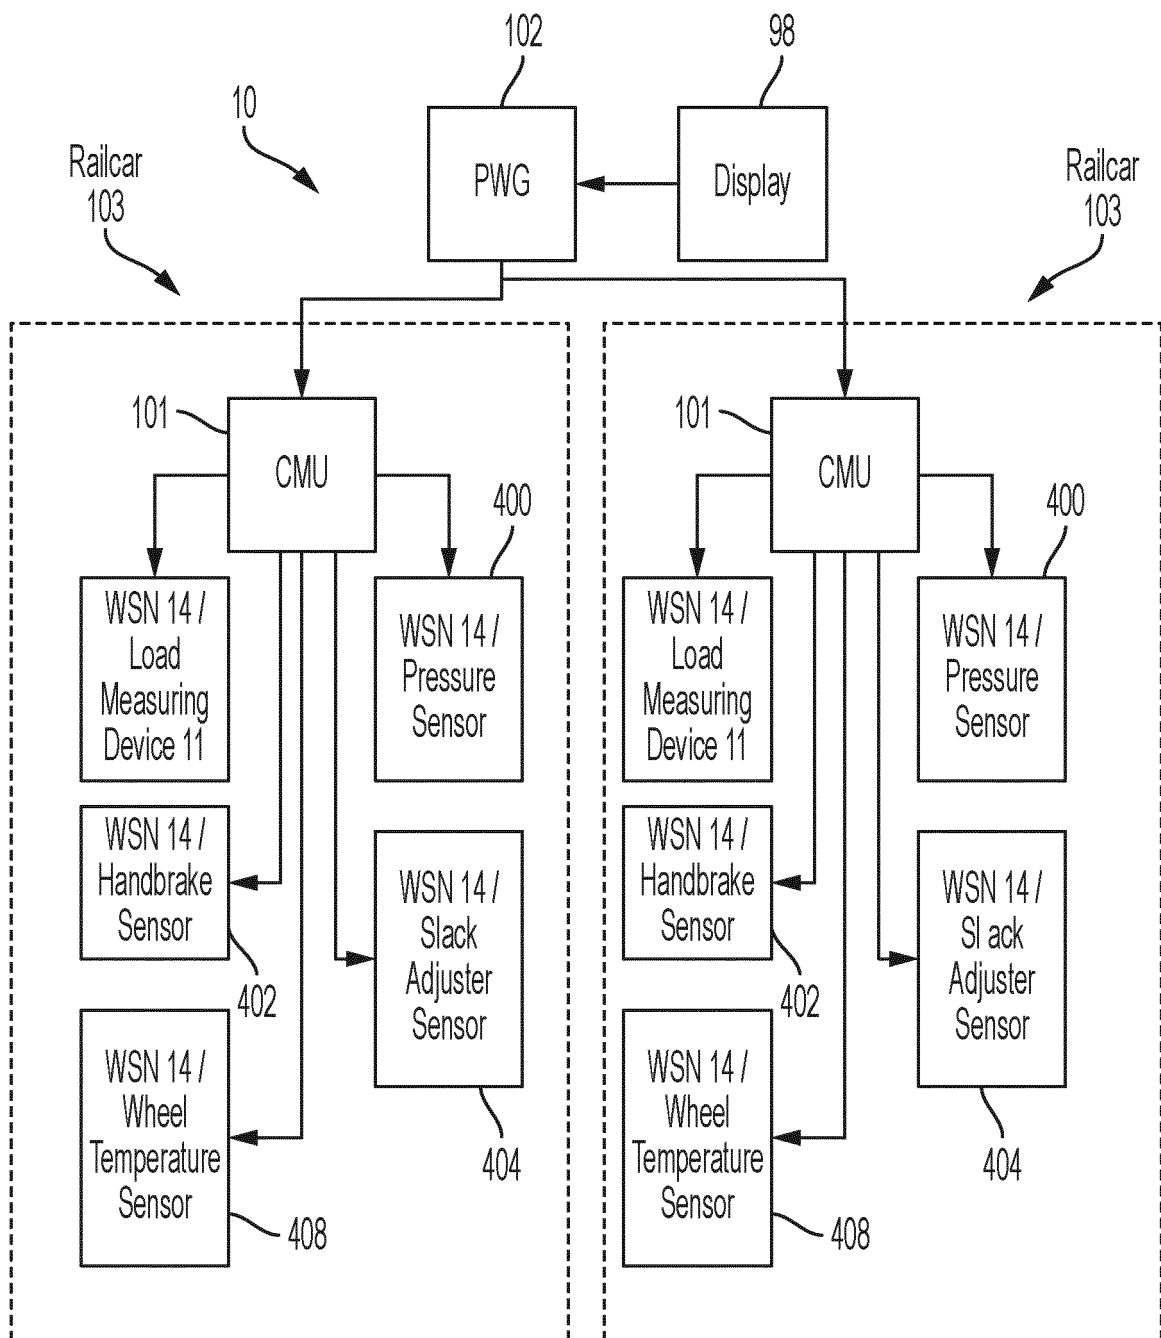 102
98
10
Railcar
103
PWG
Display
Railcar
103
101
CMU
400
WSN 14 /
Load
Measuring
Device 11
WSN 14 /
Pressure
Sensor
WSN 14 /
Handbrake
Sensor
402
WSN 14 /
Slack
Adjuster
Sensor
404
WSN 14 /
Wheel
Temperature
Sensor
408
101
CMU
400
WSN 14 /
Load
Measuring
Device 11
WSN 14 /
Pressure
Sensor
WSN 14 /
Handbrake
Sensor
402
WSN 14 /
Sl ack
Adjuster
Sensor
404
WSN 14 /
Wheel
Temperature
Sensor
408